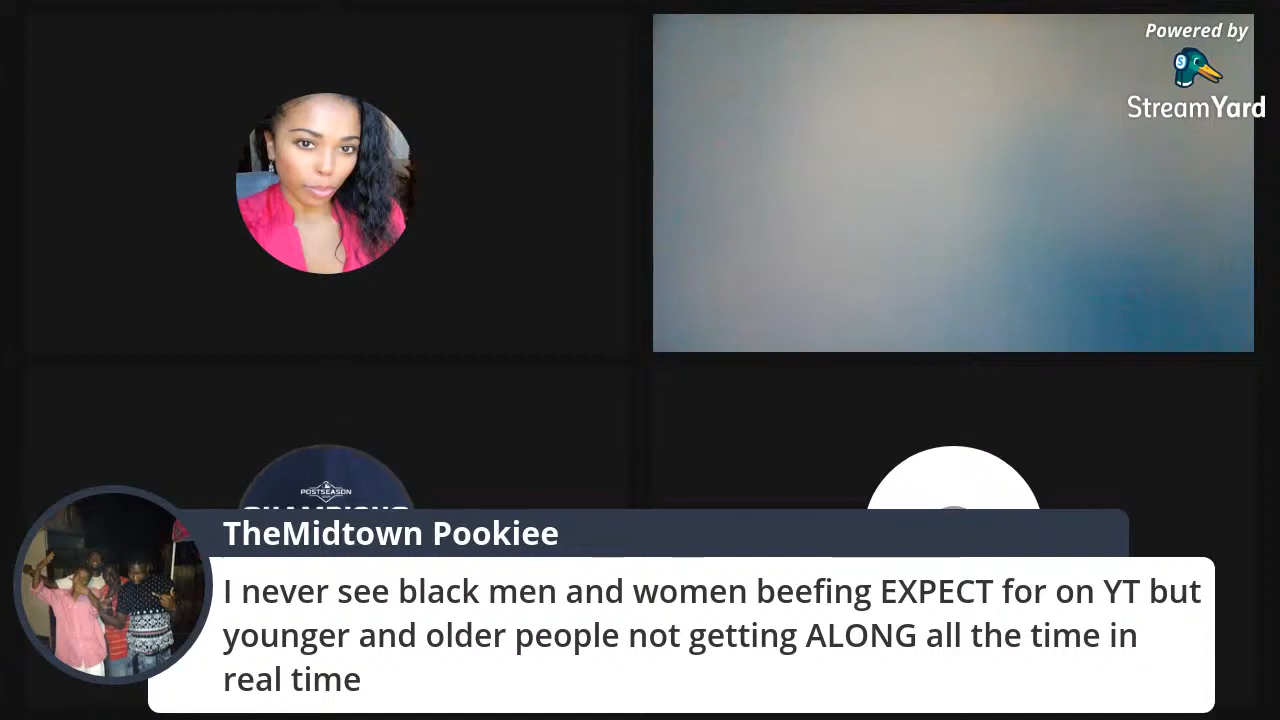 Powered by
StreamYard
POSTSEASON
TheMidtown Pookiee
I never see black men and women beefing EXPECT for on YT but
younger and older people not getting ALONG all the time in
real time